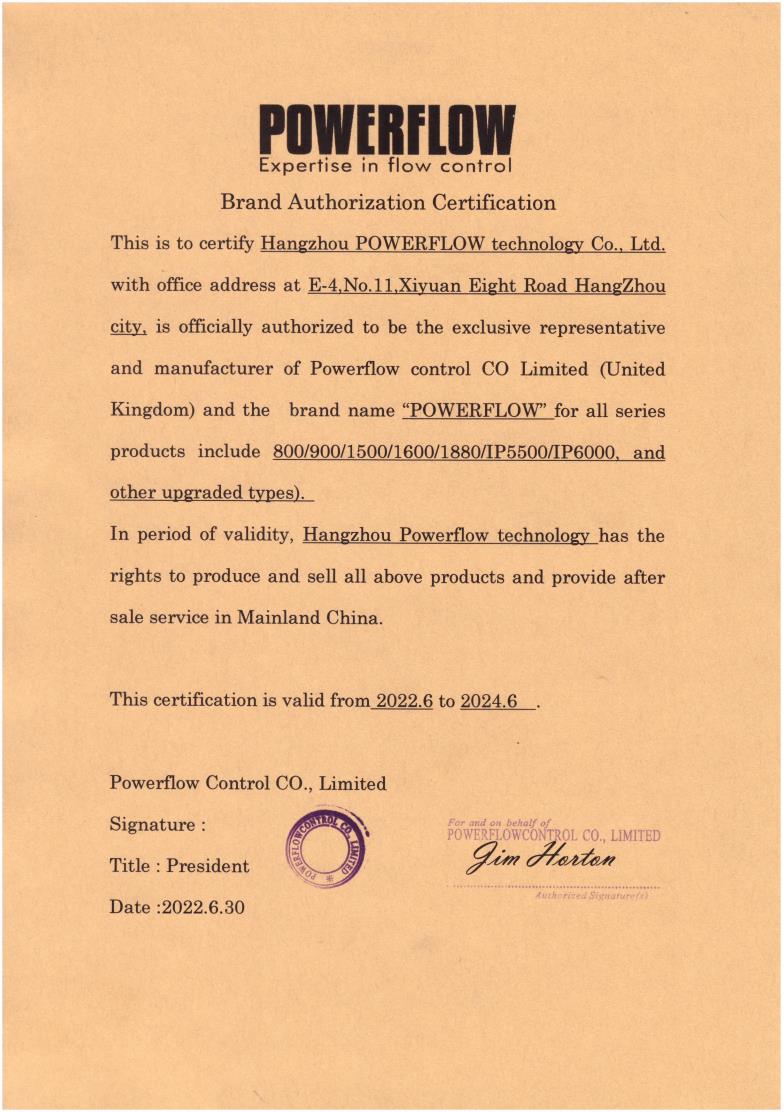 POWERFLOW
Expertise in flow control
Brand Authorization Certification
This is to certify Hangzhou POWERFLOW technology Co., Ltd.
with office address at E-4,No.11,Xiyuan Eight Road HangZhou
city, is officially authorized to be the exclusive representative
and manufacturer of Powerflow control CO Limited (United
Kingdom) and the brand name “POWERFLOW” for all series
products include 800/900/1500/1600/1880/IP5500/IP6000, and
other upgraded types).
In period of validity, Hangzhou Powerflow technology has the
rights to produce and sell all above products and provide after
sale service in Mainland China.
This certification is valid from 2022.6 to 2024.6 .
Powerflow Control CO., Limited
Signature :
Title : President
Date :2022.6.30
POWERFLOWCONTROL CO., LIMITED
For and on behalf of
POWERFLOWCONTROL CO., LIMITED
Jim Horton
Authorized Signature(s)